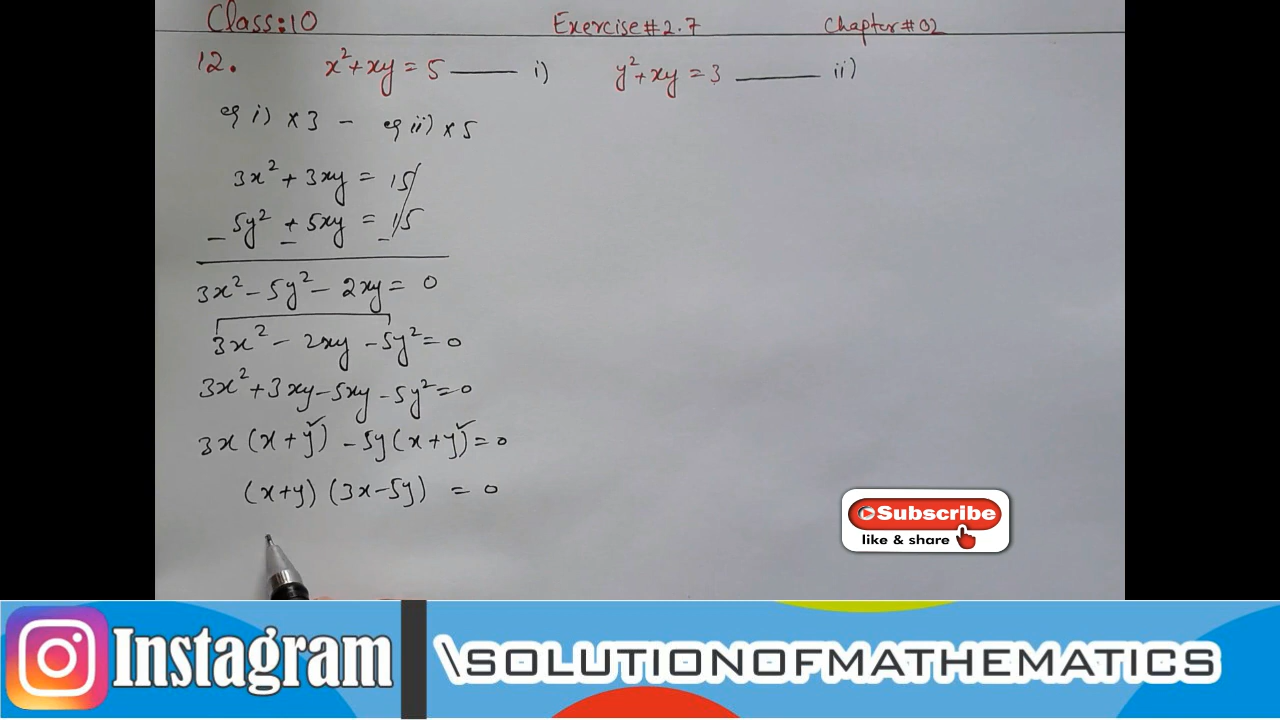 Class:10 Exercise#2.7 Chapter#02
12. x²+xy = 5 —— i) y²+xy = 3 —— ii)
eq i) × 3 - eq ii) × 5
3x² + 3xy = 15
5y² + 5xy = 15
3x² - 5y² - 2xy = 0
3x² - 2xy - 5y² = 0
3x² + 3xy - 5xy - 5y² = 0
3x (x + y) - 5y (x + y) = 0
(x+y) (3x-5y) = 0
Subscribe
like & share
Instagram \SOLUTIONOFMATHEMATICS